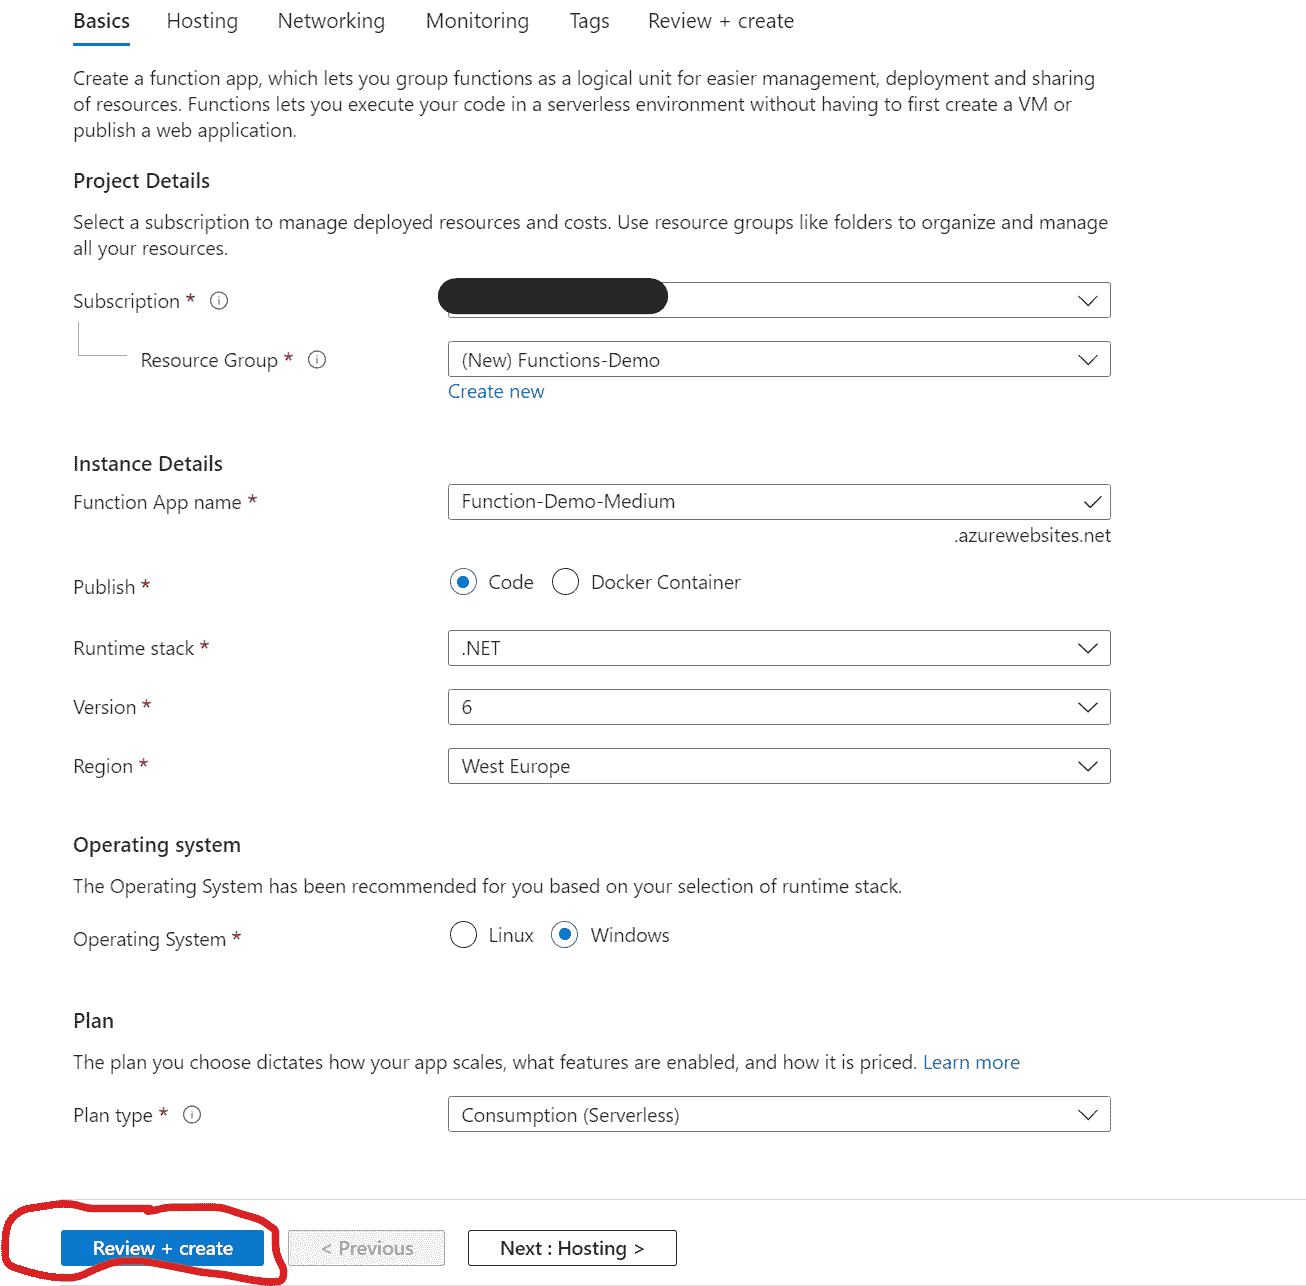 Basics Hosting Networking Monitoring Tags Review + create
Create a function app, which lets you group functions as a logical unit for easier management, deployment and sharing
of resources. Functions lets you execute your code in a serverless environment without having to first create a VM or
publish a web application.
Project Details
Select a subscription to manage deployed resources and costs. Use resource groups like folders to organize and manage
all your resources.
Subscription *
Resource Group * (New) Functions-Demo
Create new
Instance Details
Function App name * Function-Demo-Medium
.azurewebsites.net
Publish * Code Docker Container
Runtime stack * .NET
Version * 6
Region * West Europe
Operating system
The Operating System has been recommended for you based on your selection of runtime stack.
Operating System * Linux Windows
Plan
The plan you choose dictates how your app scales, what features are enabled, and how it is priced. Learn more
Plan type * Consumption (Serverless)
Review + create < Previous Next : Hosting >